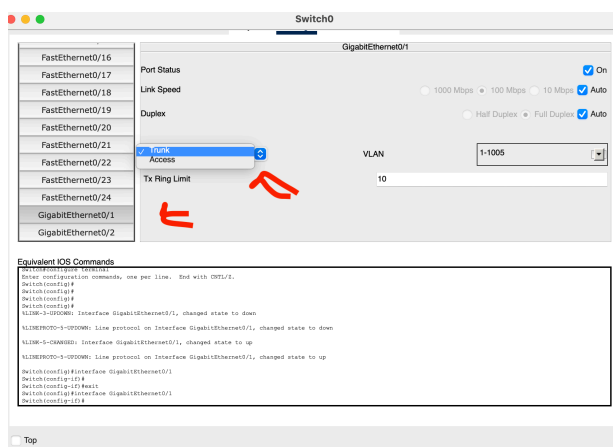 Switch0
GigabitEthernet0/1
FastEthernet0/16
FastEthernet0/17
FastEthernet0/18
FastEthernet0/19
FastEthernet0/20
FastEthernet0/21
FastEthernet0/22
FastEthernet0/23
FastEthernet0/24
GigabitEthernet0/1
GigabitEthernet0/2
Port Status
On
Link Speed
1000 Mbps 100 Mbps 10 Mbps Auto
Duplex
Half Duplex Full Duplex Auto
Trunk
Access
VLAN
1-1005
Tx Ring Limit
10
Equivalent IOS Commands
Switch#configure terminal
Enter configuration commands, one per line. End with CNTL/Z.
Switch(config)#
Switch(config)#
Switch(config)#
Switch(config)#
%LINK-3-UPDOWN: Interface GigabitEthernet0/1, changed state to down
%LINEPROTO-5-UPDOWN: Line protocol on Interface GigabitEthernet0/1, changed state to down
%LINK-5-CHANGED: Interface GigabitEthernet0/1, changed state to up
%LINEPROTO-5-UPDOWN: Line protocol on Interface GigabitEthernet0/1, changed state to up
Switch(config)#interface GigabitEthernet0/1
Switch(config-if)#
Switch(config-if)#exit
Switch(config)#interface GigabitEthernet0/1
Switch(config-if)#
Top